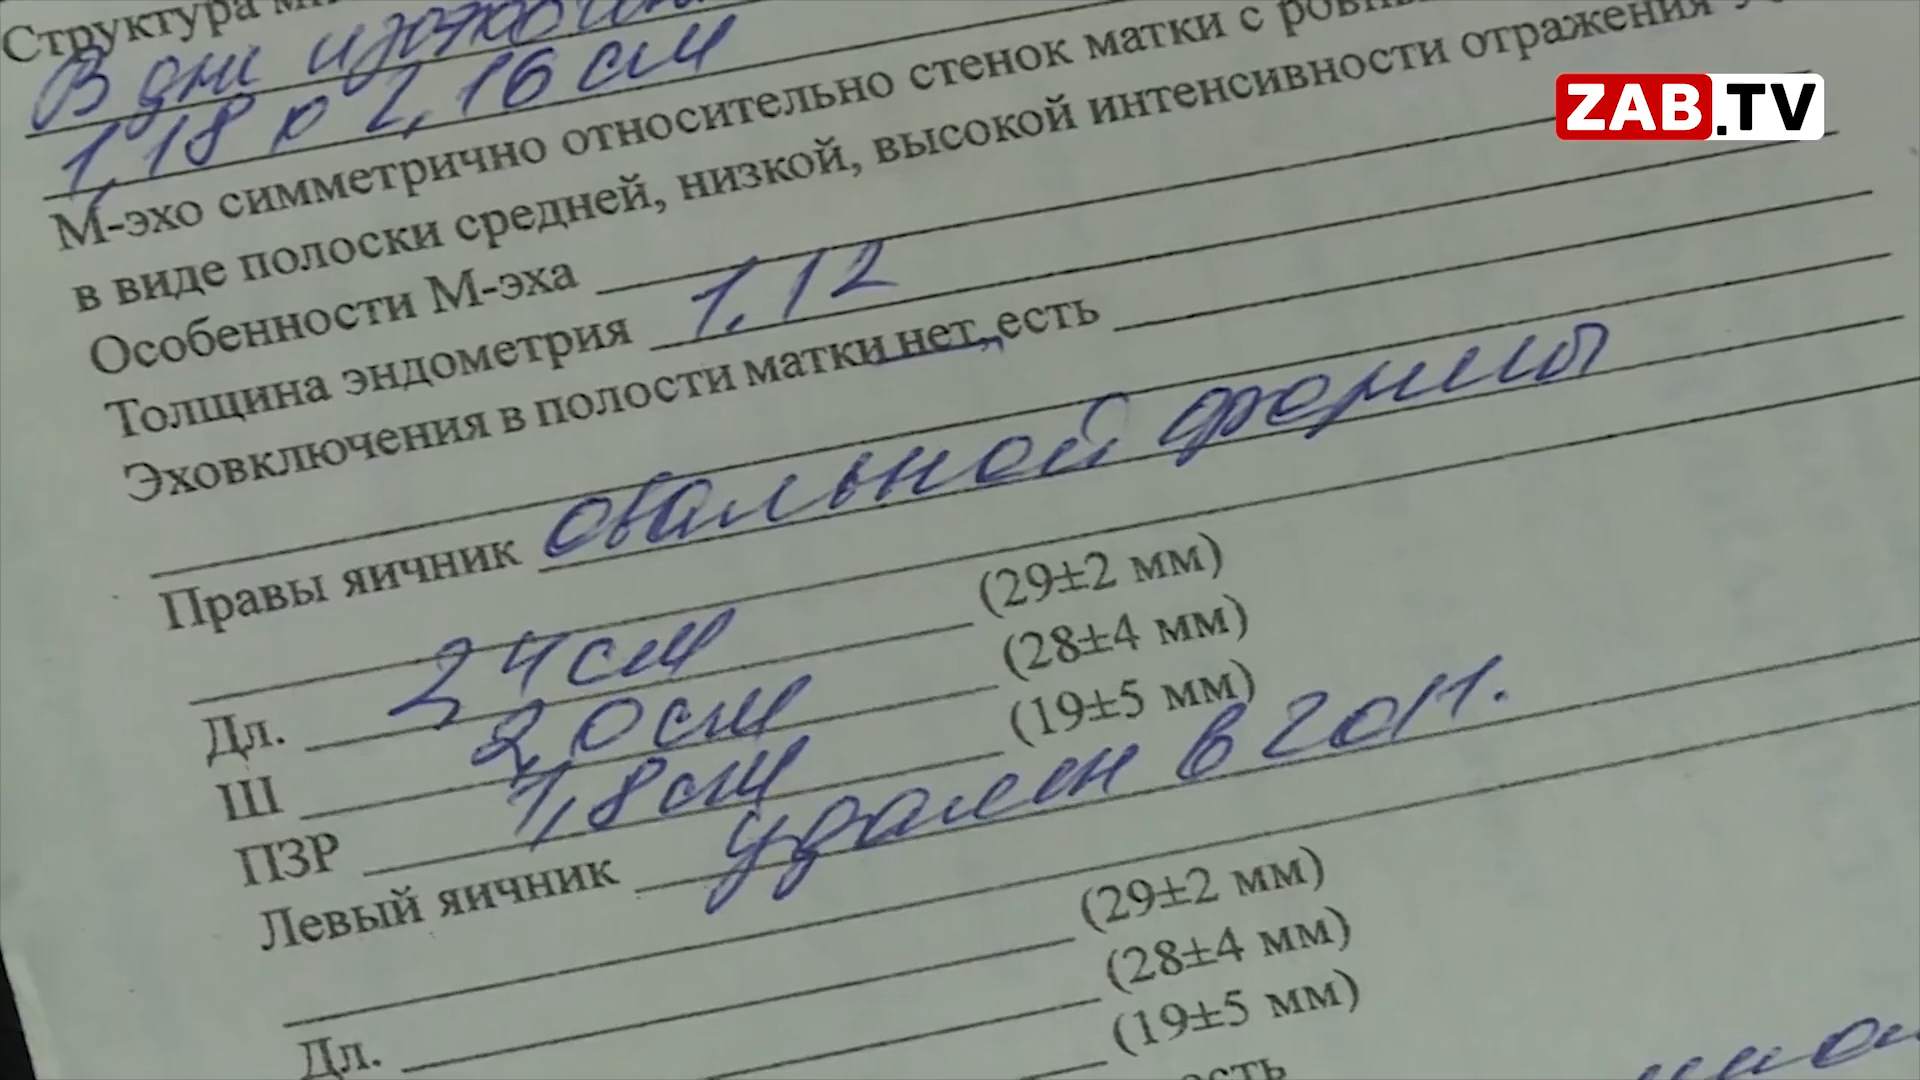 Структура
В дне изоэхо
1,18 х 2,16 см
М-эхо симметрично относительно стенок матки с
в виде полоски средней, низкой, высокой интенсивности отражения
Особенности М-эха
Толщина эндометрия 1.12
Эховключения в полости матки нет, есть
Правы яичник овальной формы
Дл. 2,4 см (29±2 мм)
Ш 2,0 см (28±4 мм)
ПЗР 1,8 см (19±5 мм)
Левый яичник удален в 2011.
(29±2 мм)
Дл. (28±4 мм)
(19±5 мм)
ZAB.TV